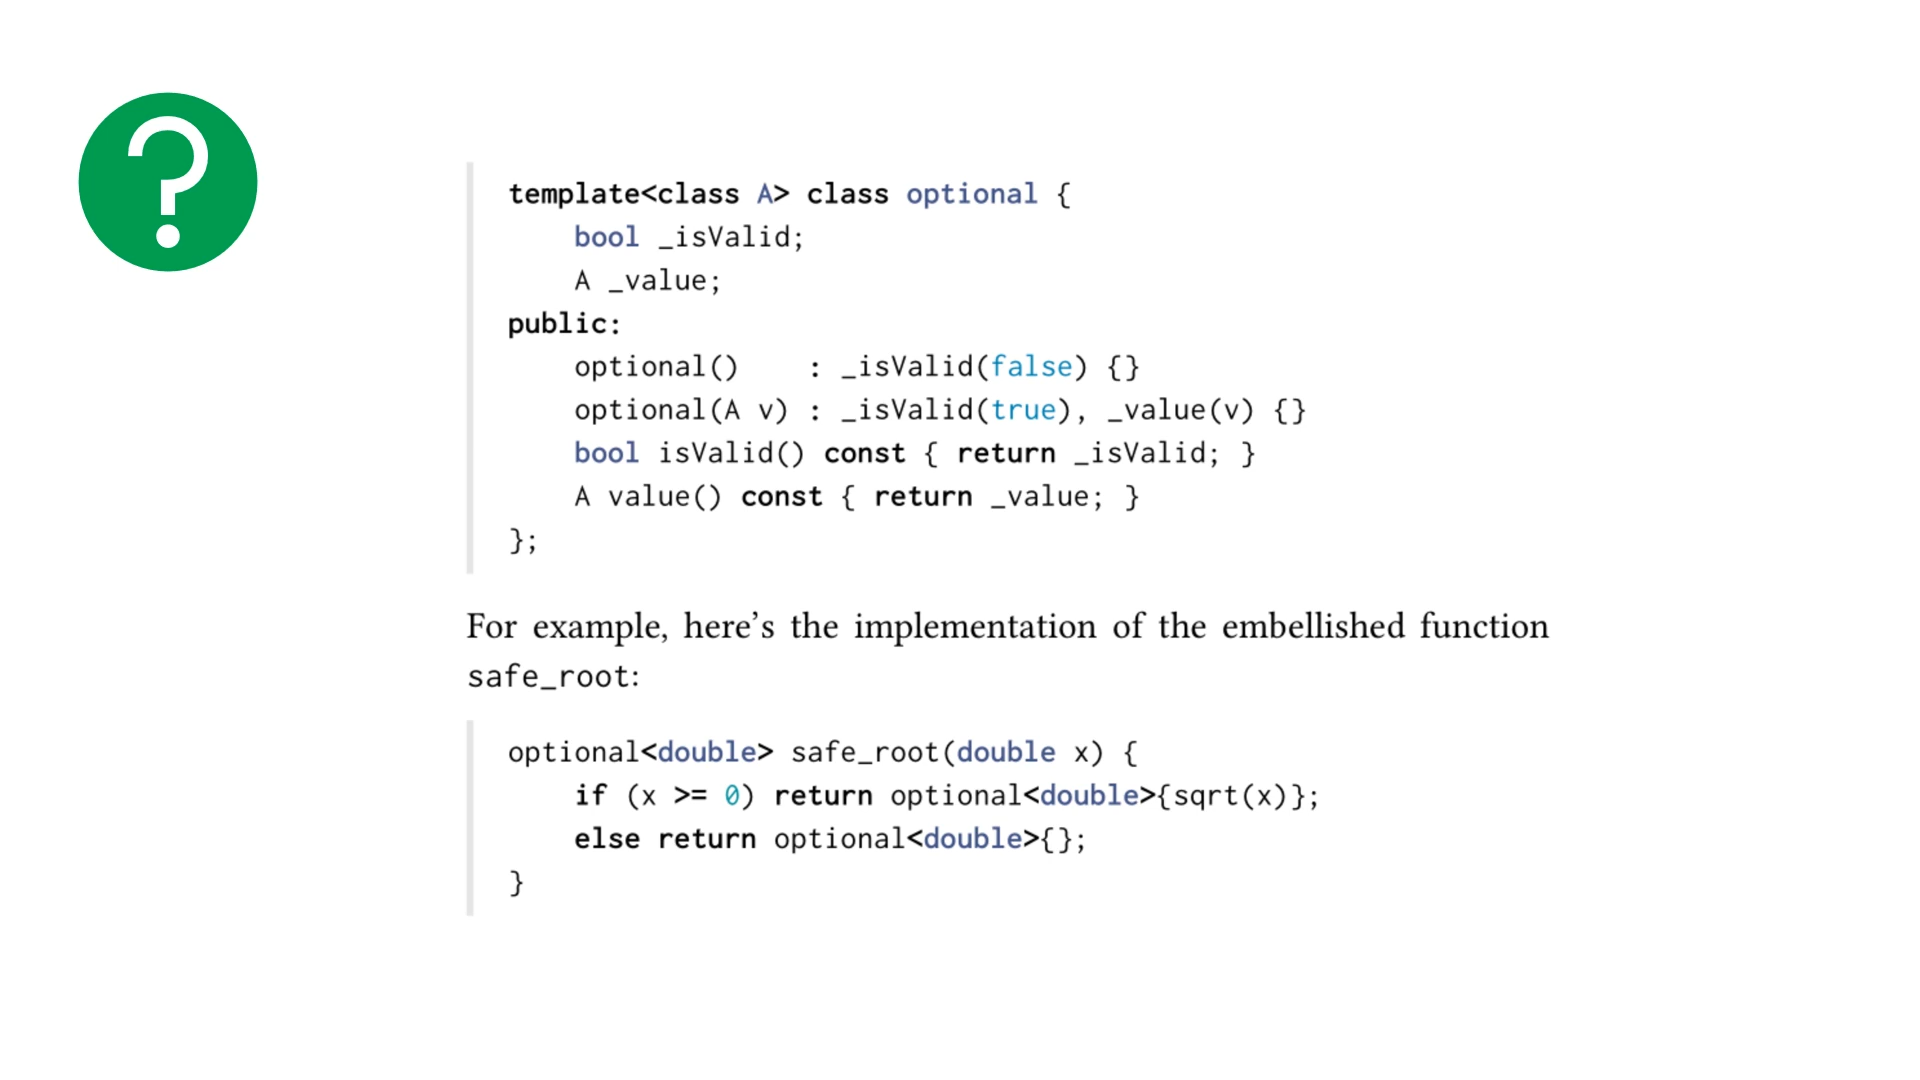 ?
template<class A> class optional {
    bool _isValid;
    A _value;
public:
    optional()    : _isValid(false) {}
    optional(A v) : _isValid(true), _value(v) {}
    bool isValid() const { return _isValid; }
    A value() const { return _value; }
};
For example, here’s the implementation of the embellished function
safe_root:
optional<double> safe_root(double x) {
    if (x >= 0) return optional<double>{sqrt(x)};
    else return optional<double>{};
}